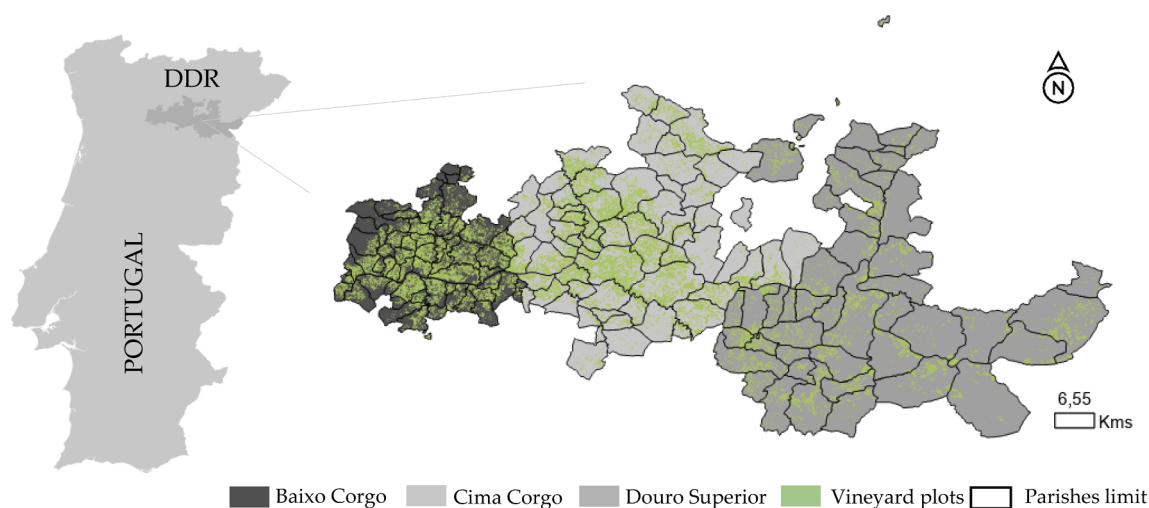 DDR
N
PORTUGAL
6,55
Kms
Baixo Corgo
Cima Corgo
Douro Superior
Vineyard plots
Parishes limit